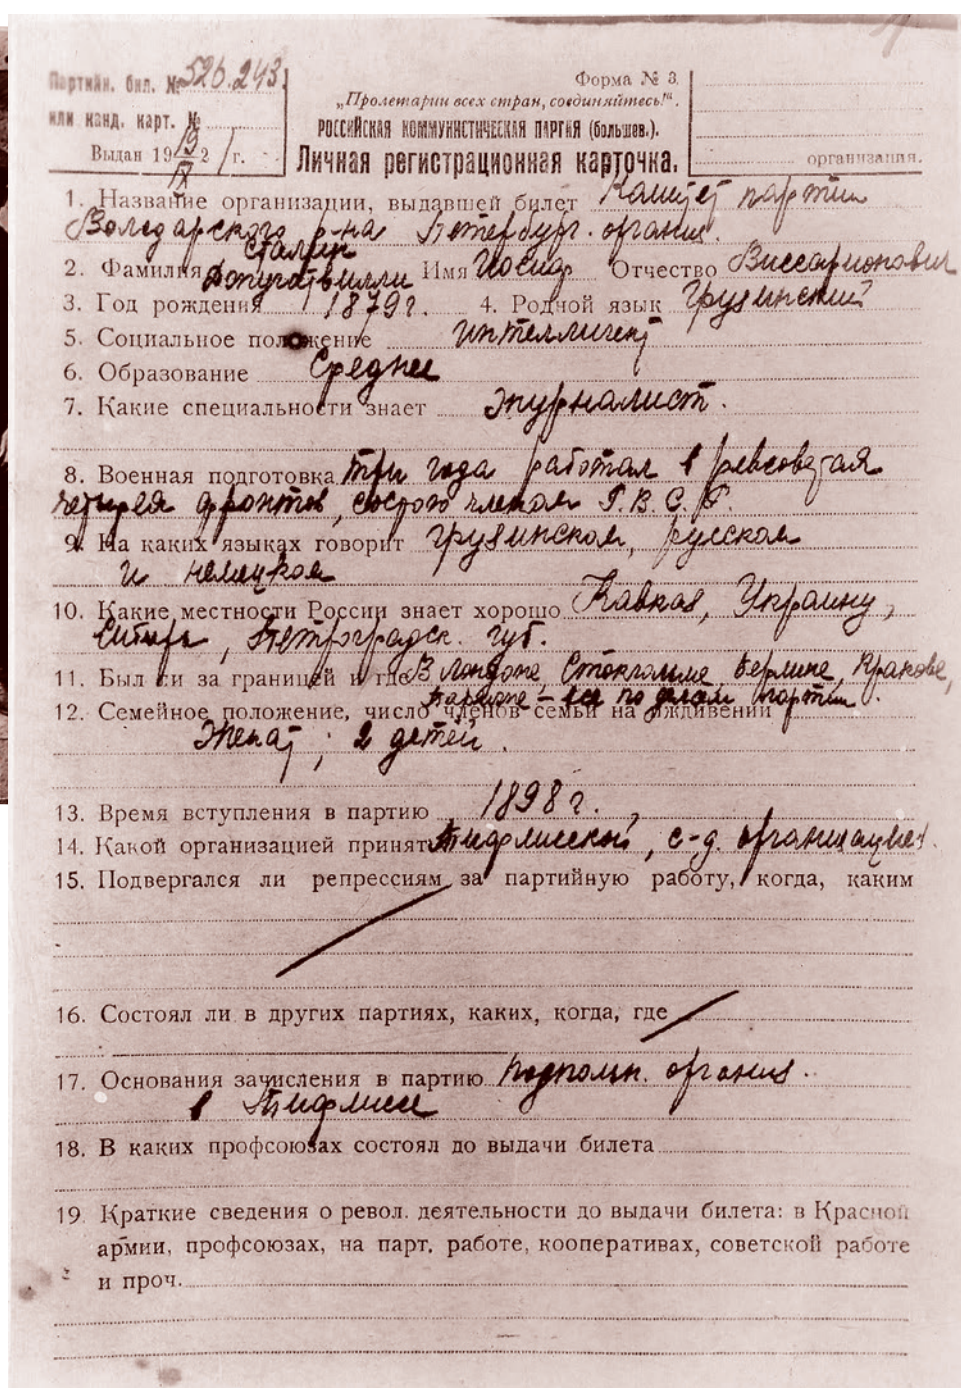 Партийн. бил. № 526.243.
или канд. карт. №
Выдан 19 19/IX 21 г.
Форма № 3.
„Пролетарии всех стран, соединяйтесь!“.
РОССИЙСКАЯ КОММУНИСТИЧЕСКАЯ ПАРТИЯ (большев.).
Личная регистрационная карточка.
организация.
1. Название организации, выдавшей билет Комитет партии
Володарского р-на Петербург. органиɜ.
Сталин
2. Фамилия Имя Иосиф Отчество Виссарионович
3. Год рождения 1879 г. 4. Родной язык грузинский
5. Социальное положение интеллигент
6. Образование Среднее
7. Какие специальности знает журналист.
8. Военная подготовка три года работал в ревсоветах
четырех фронтов, состою членом Р. В. С. Р.
9. На каких языках говорит грузинском, русском
и немецком
10. Какие местности России знает хорошо Кавказ, Украину,
Сибирь, Петроградск. губ.
11. Был ли за границей и где В Лондоне, Стокгольме, Берлине, Кракове,
все по делам партии.
12. Семейное положение, число членов семьи на иждивении
Женат; 2 детей.
13. Время вступления в партию 1898 г.
14. Какой организацией принят Тифлисской, с-д. организацией.
15. Подвергался ли репрессиям за партийную работу, когда, каким
16. Состоял ли в других партиях, каких, когда, где
17. Основания зачисления в партию подпольн. организ.
в Тифлисе
18. В каких профсоюзах состоял до выдачи билета
19. Краткие сведения о револ. деятельности до выдачи билета: в Красной
армии, профсоюзах, на парт. работе, кооперативах, советской работе
и проч.